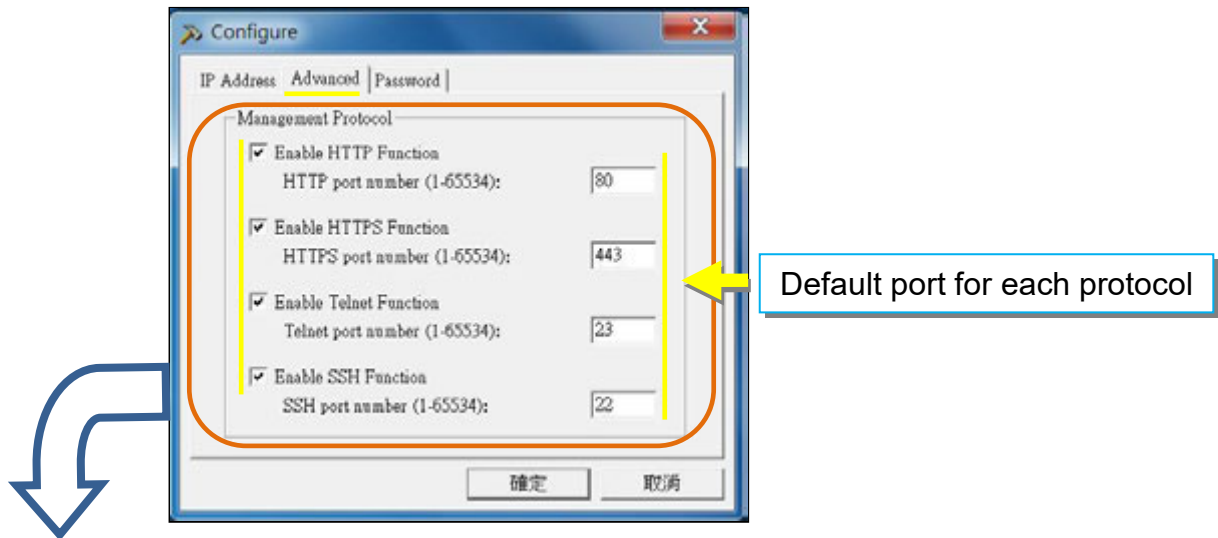 Configure
IP Address Advanced Password
Management Protocol
Enable HTTP Function
HTTP port number (1-65534): 80
Enable HTTPS Function
HTTPS port number (1-65534): 443
Default port for each protocol
Enable Telnet Function
Telnet port number (1-65534): 23
Enable SSH Function
SSH port number (1-65534): 22
確定 取消